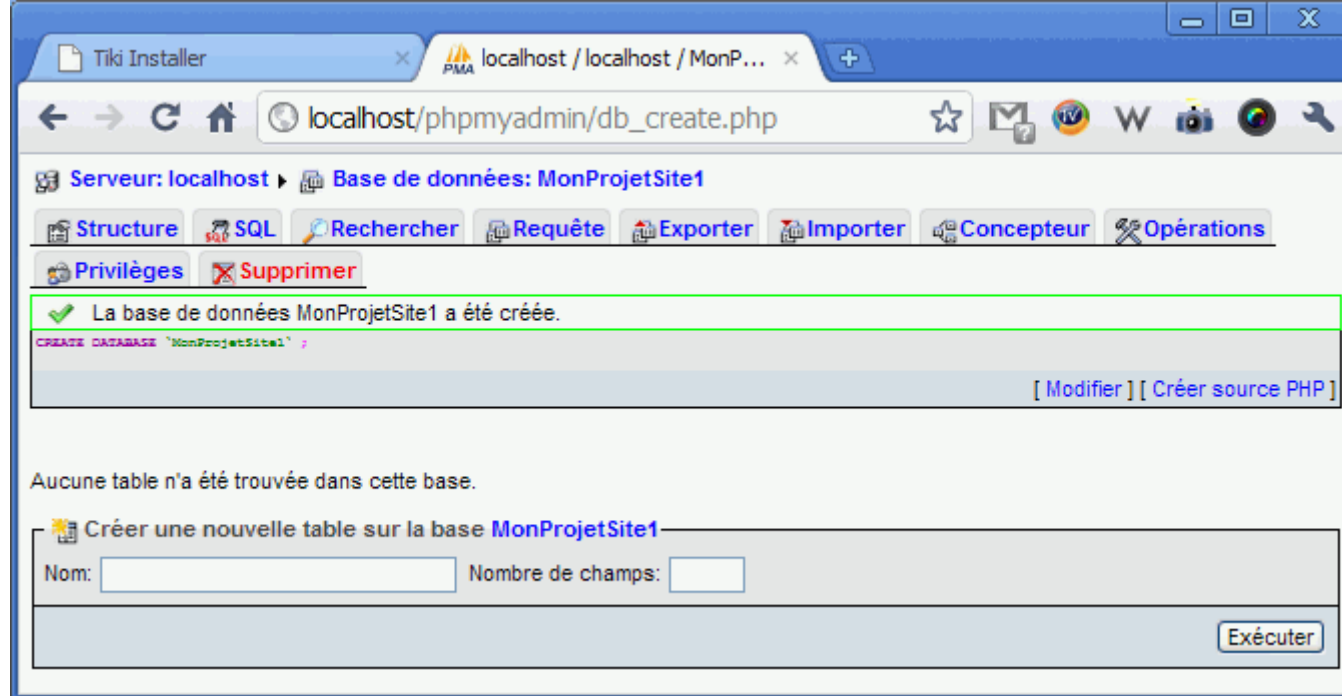 Tiki Installer
localhost / localhost / MonP...
localhost/phpmyadmin/db_create.php
Serveur: localhost Base de données: MonProjetSite1
Structure SQL Rechercher Requête Exporter Importer Concepteur Opérations
Privilèges Supprimer
La base de données MonProjetSite1 a été créée.
CREATE DATABASE `MonProjetSite1` ;
[ Modifier ] [ Créer source PHP ]
Aucune table n'a été trouvée dans cette base.
Créer une nouvelle table sur la base MonProjetSite1
Nom: Nombre de champs:
Exécuter